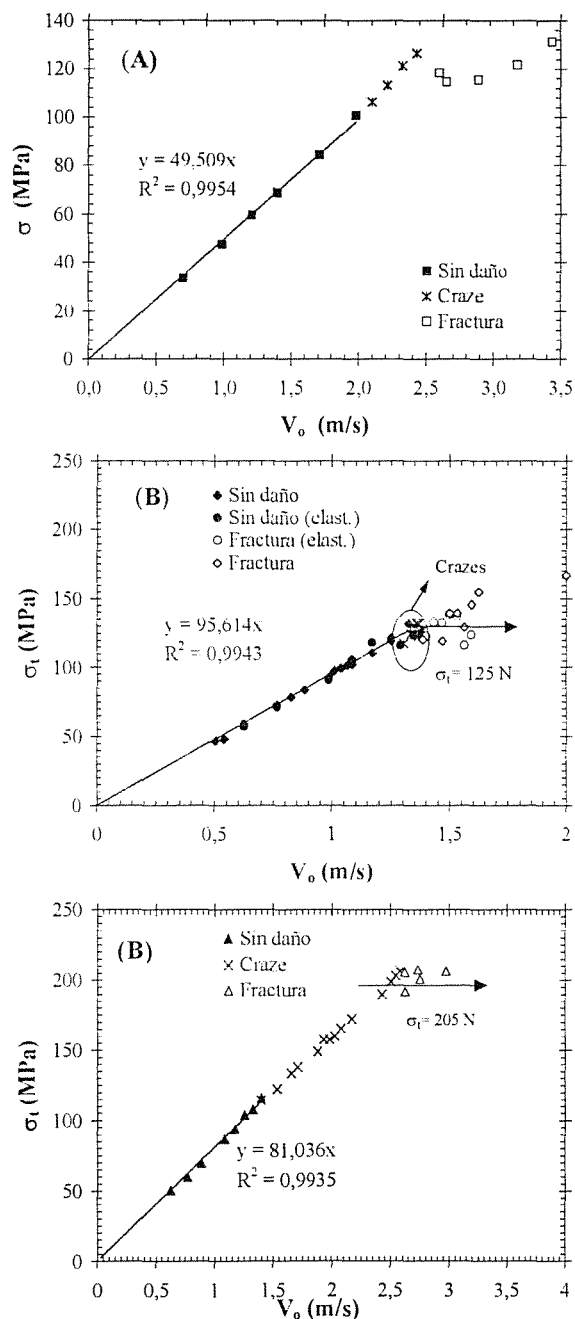 140
(A)
120
100
y = 49,509x
R² = 0,9954
80
60
40
20
0
σ (MPa)
Sin daño
Craze
Fractura
0,0 0,5 1,0 1,5 2,0 2,5 3,0 3,5
Vₒ (m/s)
250
(B)
Sin daño
Sin daño (elast.)
Fractura (elast.)
Fractura
Crazes
200
150
y = 95,614x
R² = 0,9943
σₜ= 125 N
100
50
0
σₜ (MPa)
0 0,5 1 1,5 2
Vₒ (m/s)
250
(B)
Sin daño
Craze
Fractura
200
σₜ= 205 N
150
100
y = 81,036x
R² = 0,9935
50
0
σₜ (MPa)
0 0,5 1 1,5 2 2,5 3 3,5 4
Vₒ (m/s)